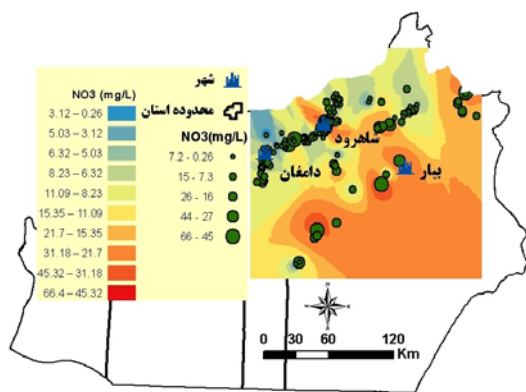 شهر
NO3 (mg/L)
3.12 – 0.26
5.03 – 3.12
6.32 – 5.03
8.23 – 6.32
11.09 – 8.23
15.35 – 11.09
21.7 – 15.35
31.18 – 21.7
45.32 – 31.18
66.4 – 45.32
محدوده استان
NO3(mg/L)
7.2 - 0.26
15 - 7.3
26 - 16
44 - 27
66 - 45
شاهرود
دامغان
بیار
0 30 60 120
Km